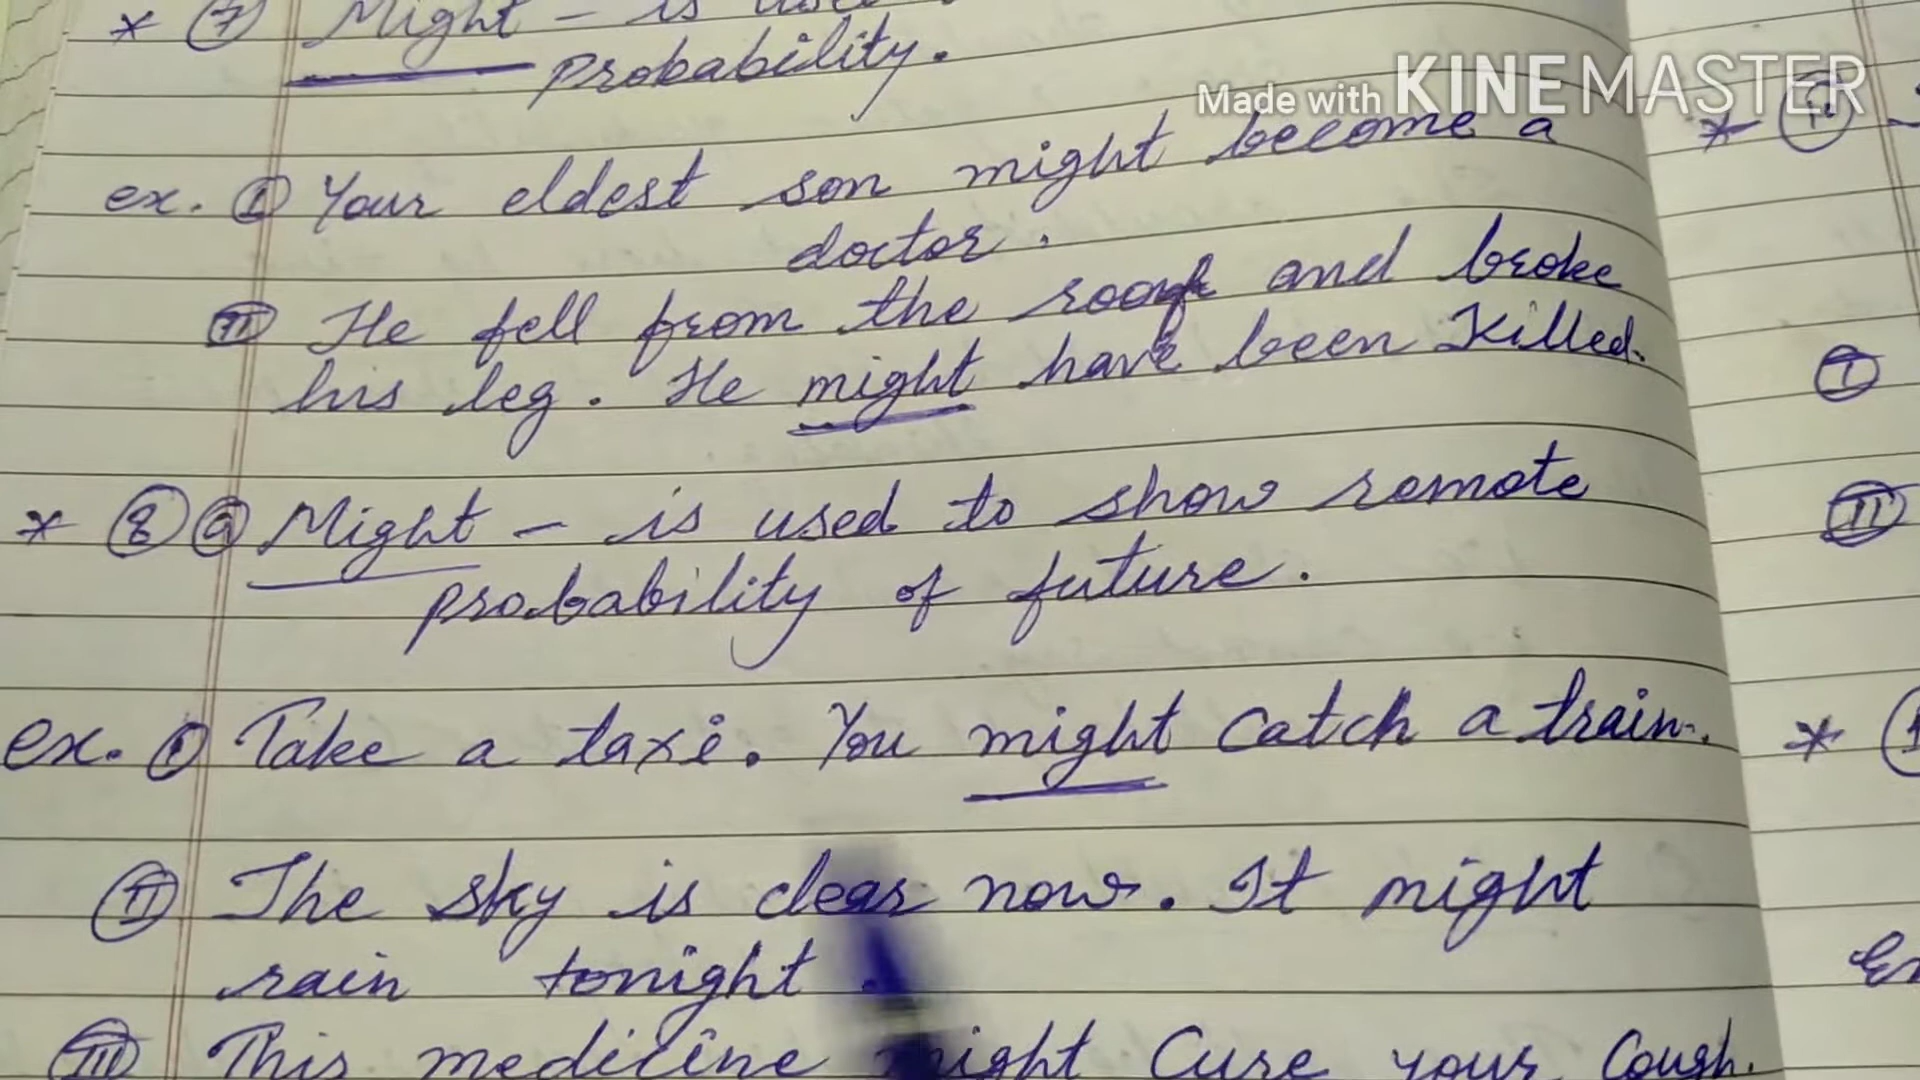 * ⑦ Might - is used
probability.
Made with KINEMASTER
ex. Ⓘ Your eldest son might become a
doctor.
Ⅱ He fell from the roof and broke
his leg. He might have been Killed.
* ⑧ ⓐ Might - is used to show remote
probability of future.
ex. Ⓘ Take a taxi. You might Catch a train.
Ⅱ The sky is clear now. It might
rain tonight.
Ⅲ This medicine might Cure your Cough.
* 
Ⓘ
Ⅱ
*